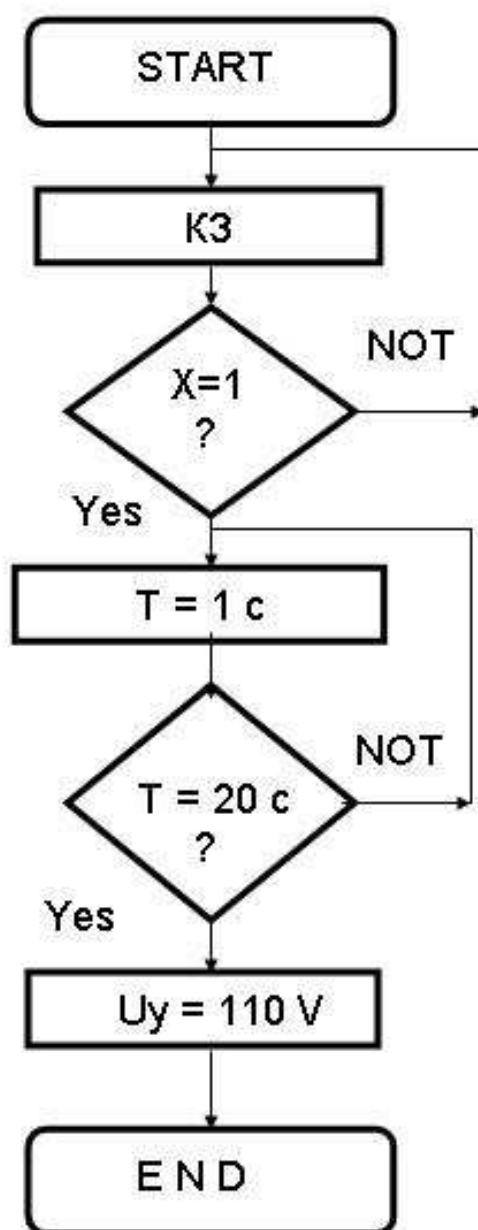 START
K3
X=1
?
NOT
Yes
T = 1 c
T = 20 c
?
NOT
Yes
Uy = 110 V
E N D